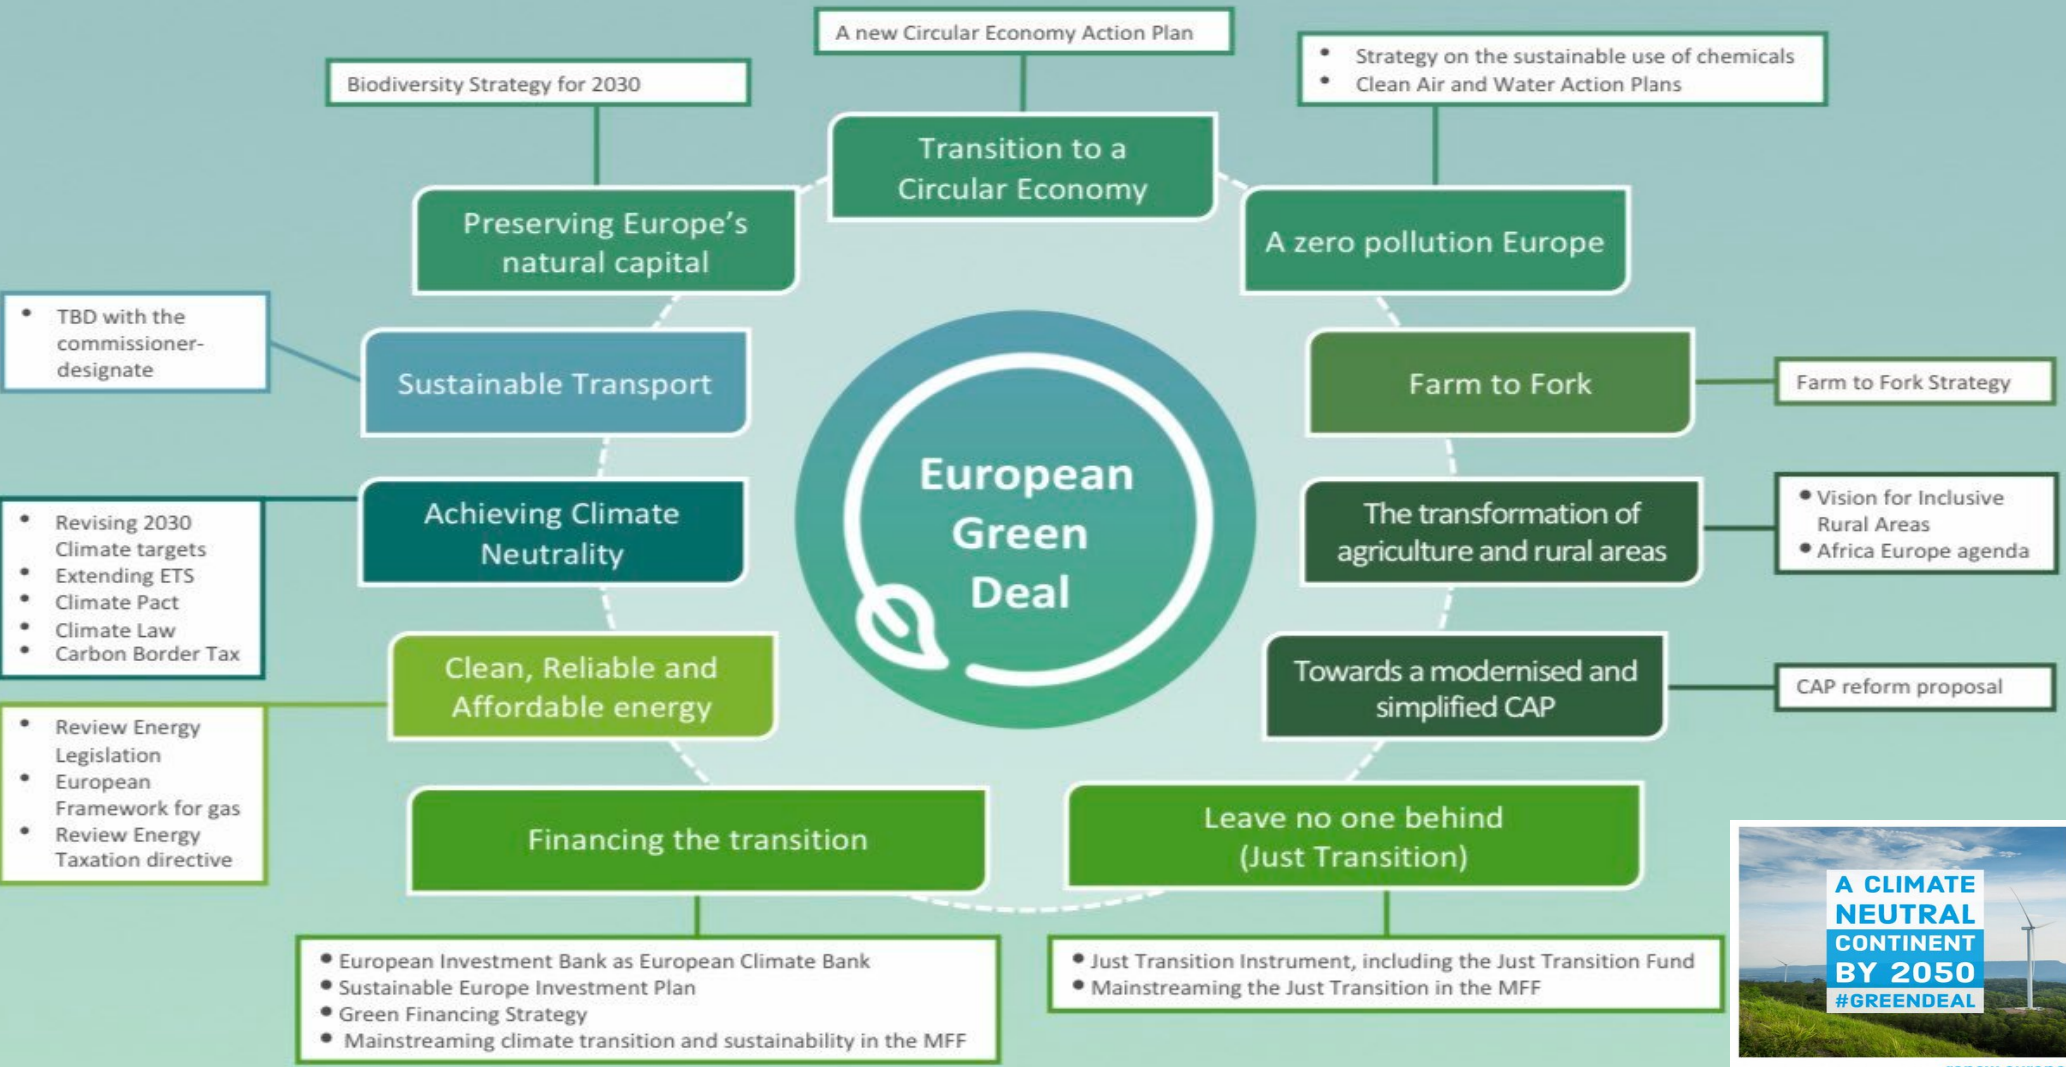 A new Circular Economy Action Plan
Biodiversity Strategy for 2030
• Strategy on the sustainable use of chemicals
• Clean Air and Water Action Plans
Transition to a
Circular Economy
Preserving Europe's
natural capital
A zero pollution Europe
• TBD with the
commissioner-
designate
Sustainable Transport
Farm to Fork
Farm to Fork Strategy
European
Green
Deal
Achieving Climate
Neutrality
• Revising 2030
Climate targets
• Extending ETS
• Climate Pact
• Climate Law
• Carbon Border Tax
The transformation of
agriculture and rural areas
• Vision for Inclusive
Rural Areas
• Africa Europe agenda
Clean, Reliable and
Affordable energy
• Review Energy
Legislation
• European
Framework for gas
• Review Energy
Taxation directive
Towards a modernised and
simplified CAP
CAP reform proposal
Financing the transition
• European Investment Bank as European Climate Bank
• Sustainable Europe Investment Plan
• Green Financing Strategy
• Mainstreaming climate transition and sustainability in the MFF
Leave no one behind
(Just Transition)
• Just Transition Instrument, including the Just Transition Fund
• Mainstreaming the Just Transition in the MFF
A CLIMATE
NEUTRAL
CONTINENT
BY 2050
#GREENDEAL